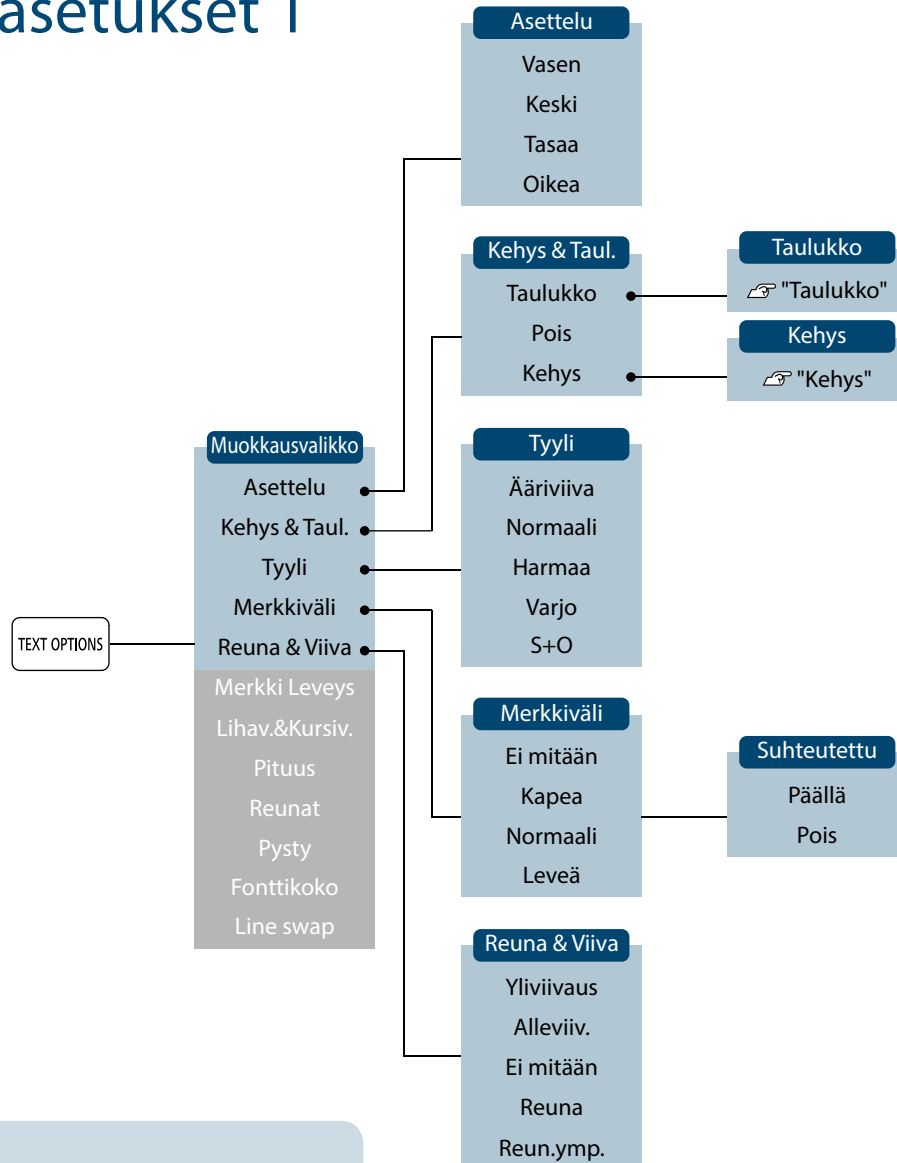 asetukset 1
Asettelu
Vasen
Keski
Tasaa
Oikea
Kehys & Taul.
Taulukko
Pois
Kehys
Taulukko
"Taulukko"
Kehys
"Kehys"
Muokkausvalikko
Asettelu
Kehys & Taul.
Tyyli
Merkkiväli
Reuna & Viiva
Merkki Leveys
Lihav.&Kursiv.
Pituus
Reunat
Pysty
Fonttikoko
Line swap
TEXT OPTIONS
Tyyli
Ääriviiva
Normaali
Harmaa
Varjo
S+O
Merkkiväli
Ei mitään
Kapea
Normaali
Leveä
Suhteutettu
Päällä
Pois
Reuna & Viiva
Yliviivaus
Alleviiv.
Ei mitään
Reuna
Reun.ymp.